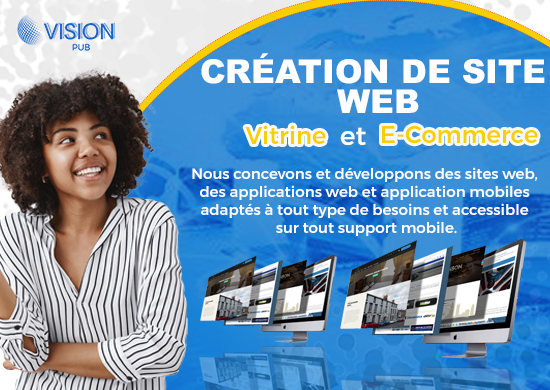 VISION
PUB
CRÉATION DE SITE
WEB
Vitrine et E-Commerce
Nous concevons et développons des sites web,
des applications web et application mobiles
adaptés à tout type de besoins et accessible
sur tout support mobile.